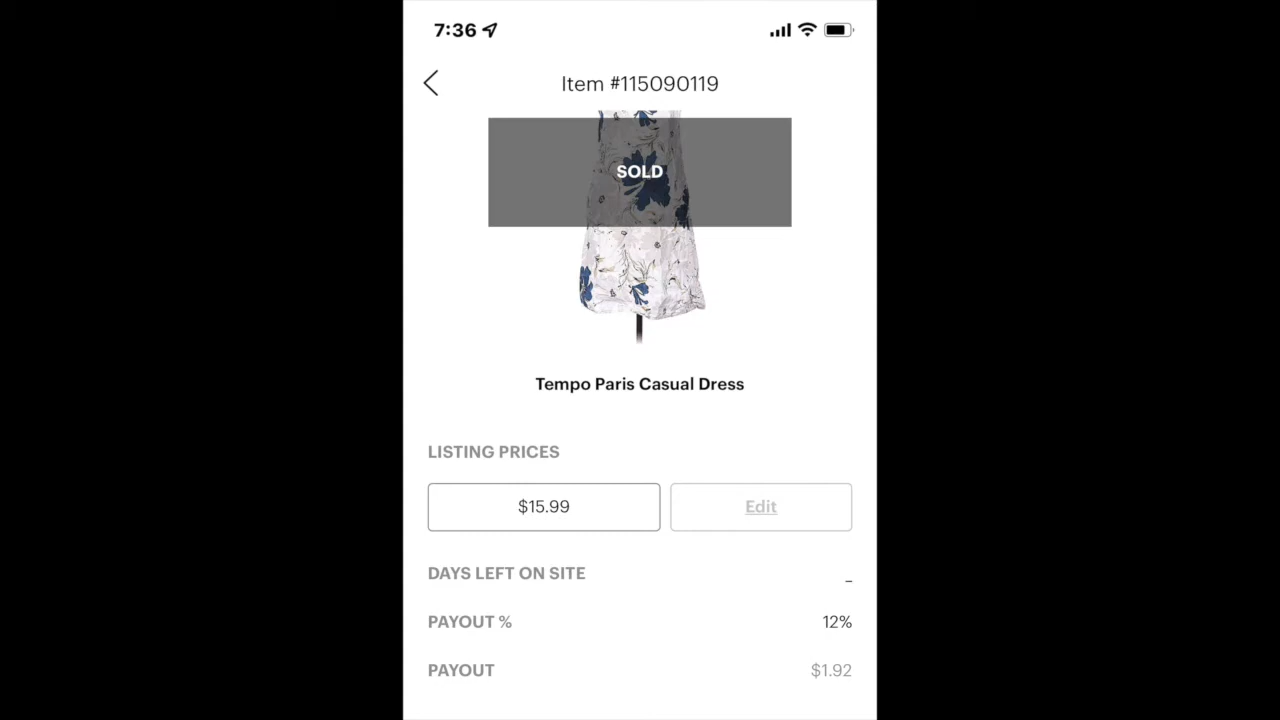 7:36
Item #115090119
SOLD
Tempo Paris Casual Dress
LISTING PRICES
$15.99
Edit
DAYS LEFT ON SITE
–
PAYOUT %
12%
PAYOUT
$1.92